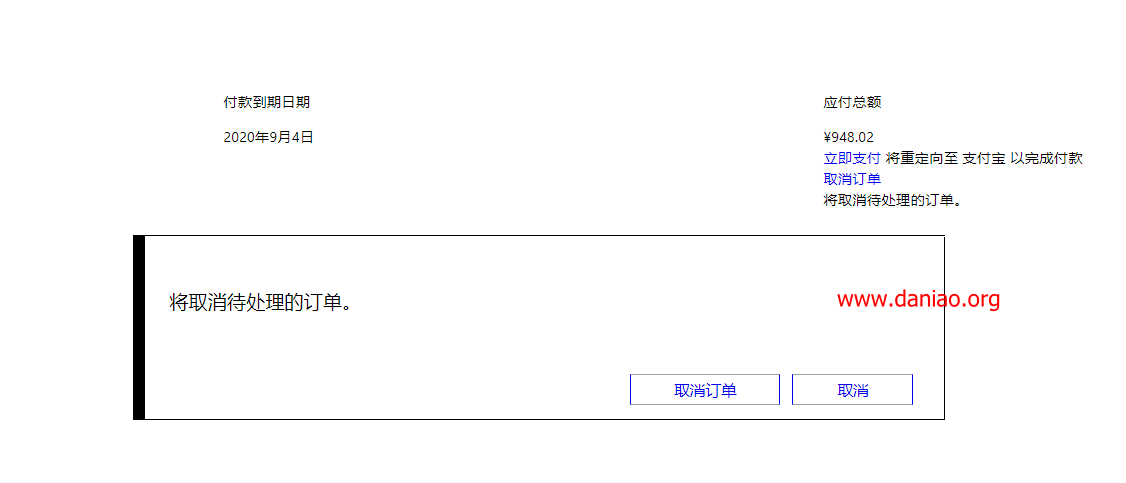 付款到期日期
应付总额
2020年9月4日
¥948.02
立即支付 将重定向至 支付宝 以完成付款
取消订单
将取消待处理的订单。
将取消待处理的订单。
www.daniao.org
取消订单
取消